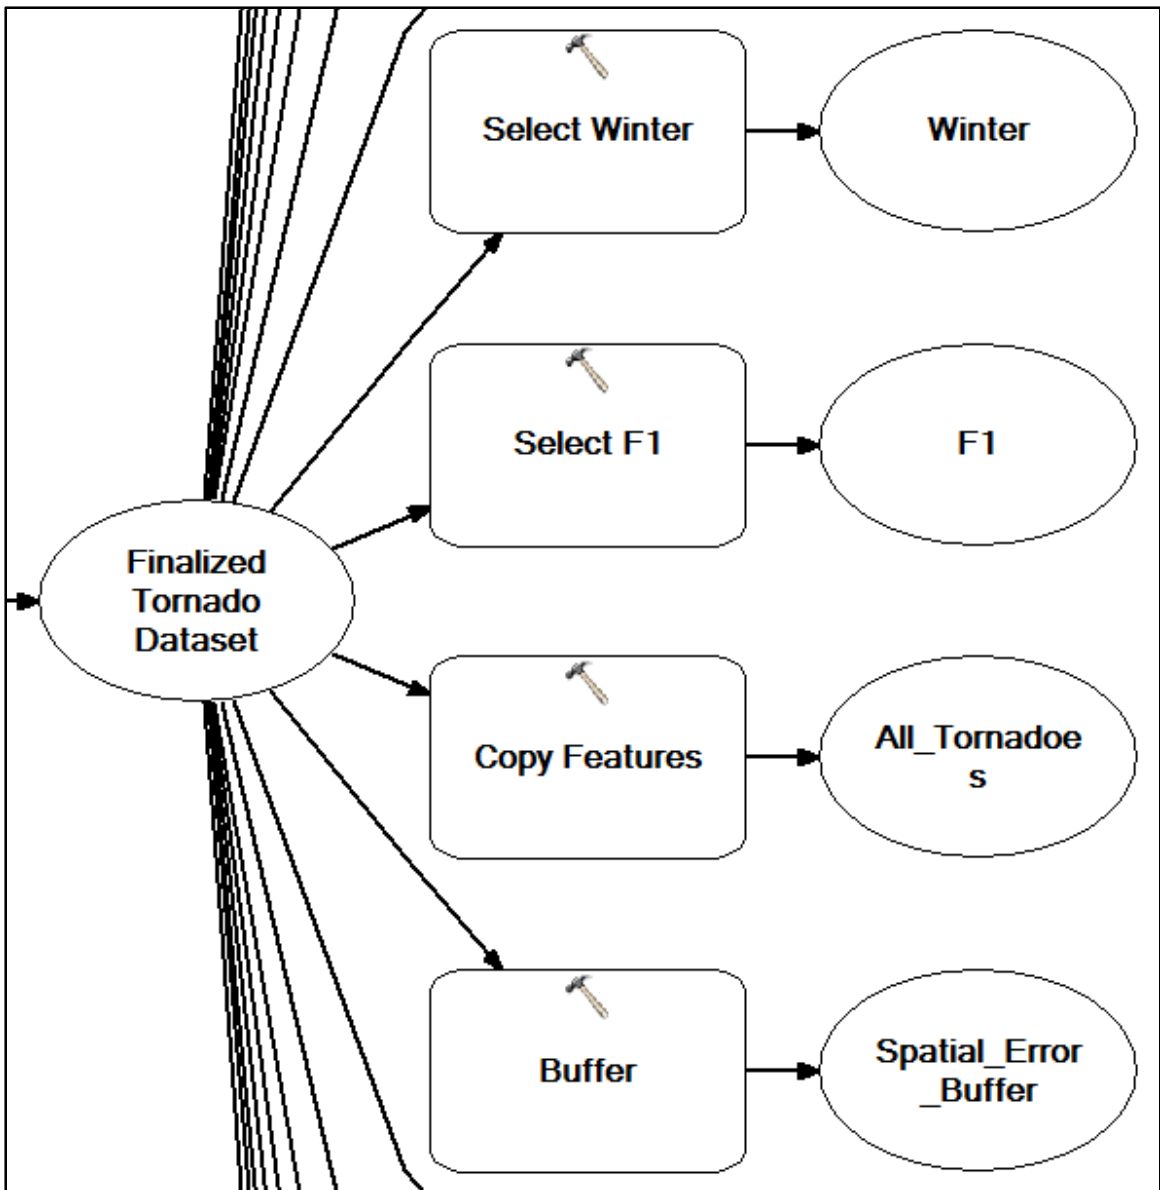 Select Winter
Winter
Select F1
F1
Finalized
Tornado
Dataset
Copy Features
All_Tornadoe
s
Buffer
Spatial_Error
_Buffer